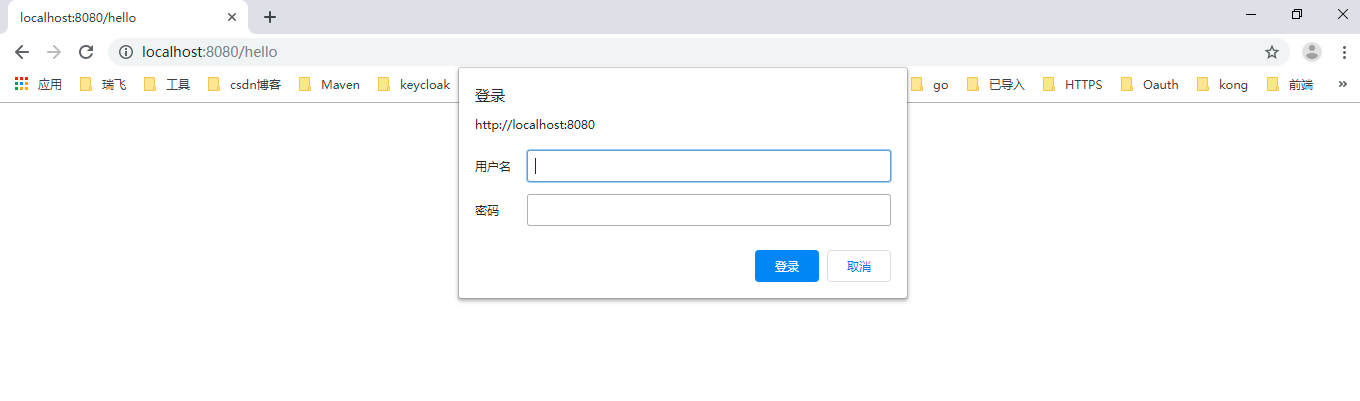 localhost:8080/hello
localhost:8080/hello
应用 瑞飞 工具 csdn博客 Maven keycloak go 已导入 HTTPS Oauth kong 前端 »
登录
http://localhost:8080
用户名
密码
登录 取消